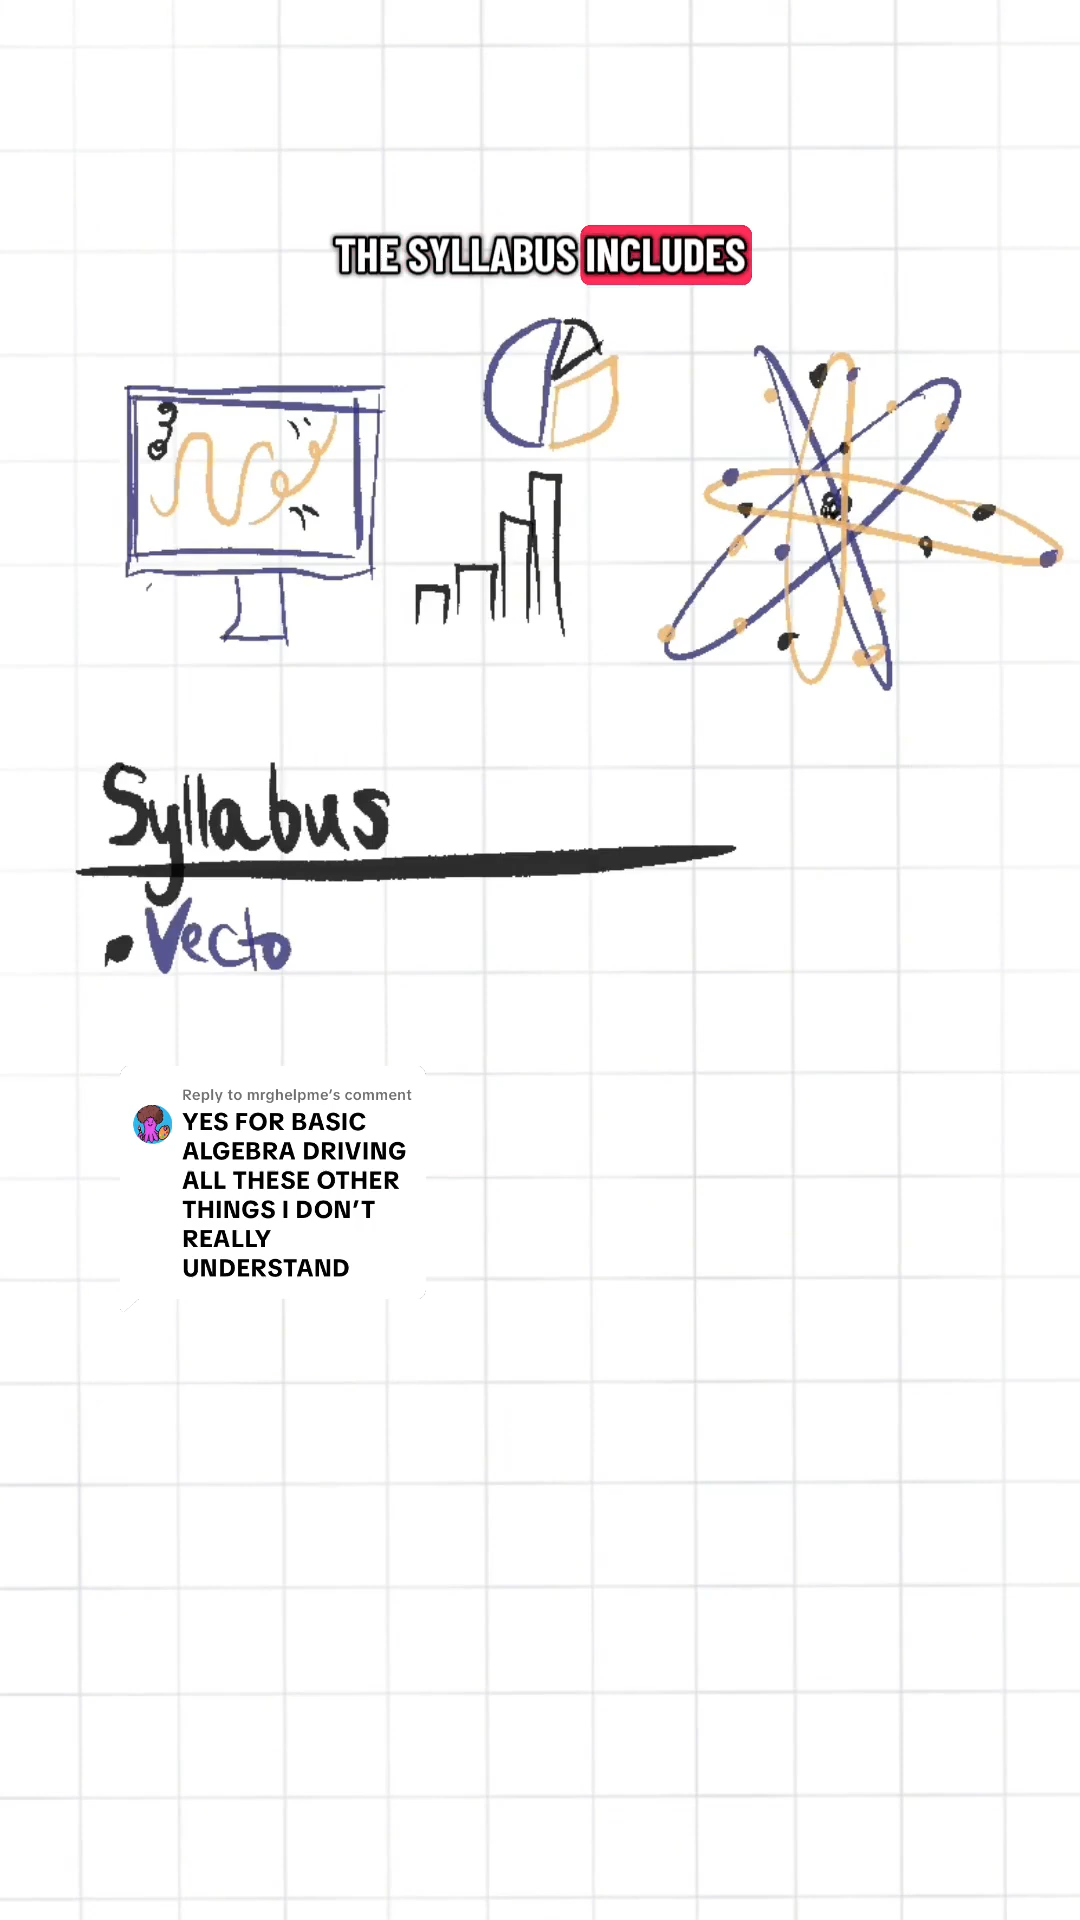 THE SYLLABUS INCLUDES
Syllabus
• Vecto
Reply to mrghelpme's comment
YES FOR BASIC
ALGEBRA DRIVING
ALL THESE OTHER
THINGS I DON'T
REALLY
UNDERSTAND